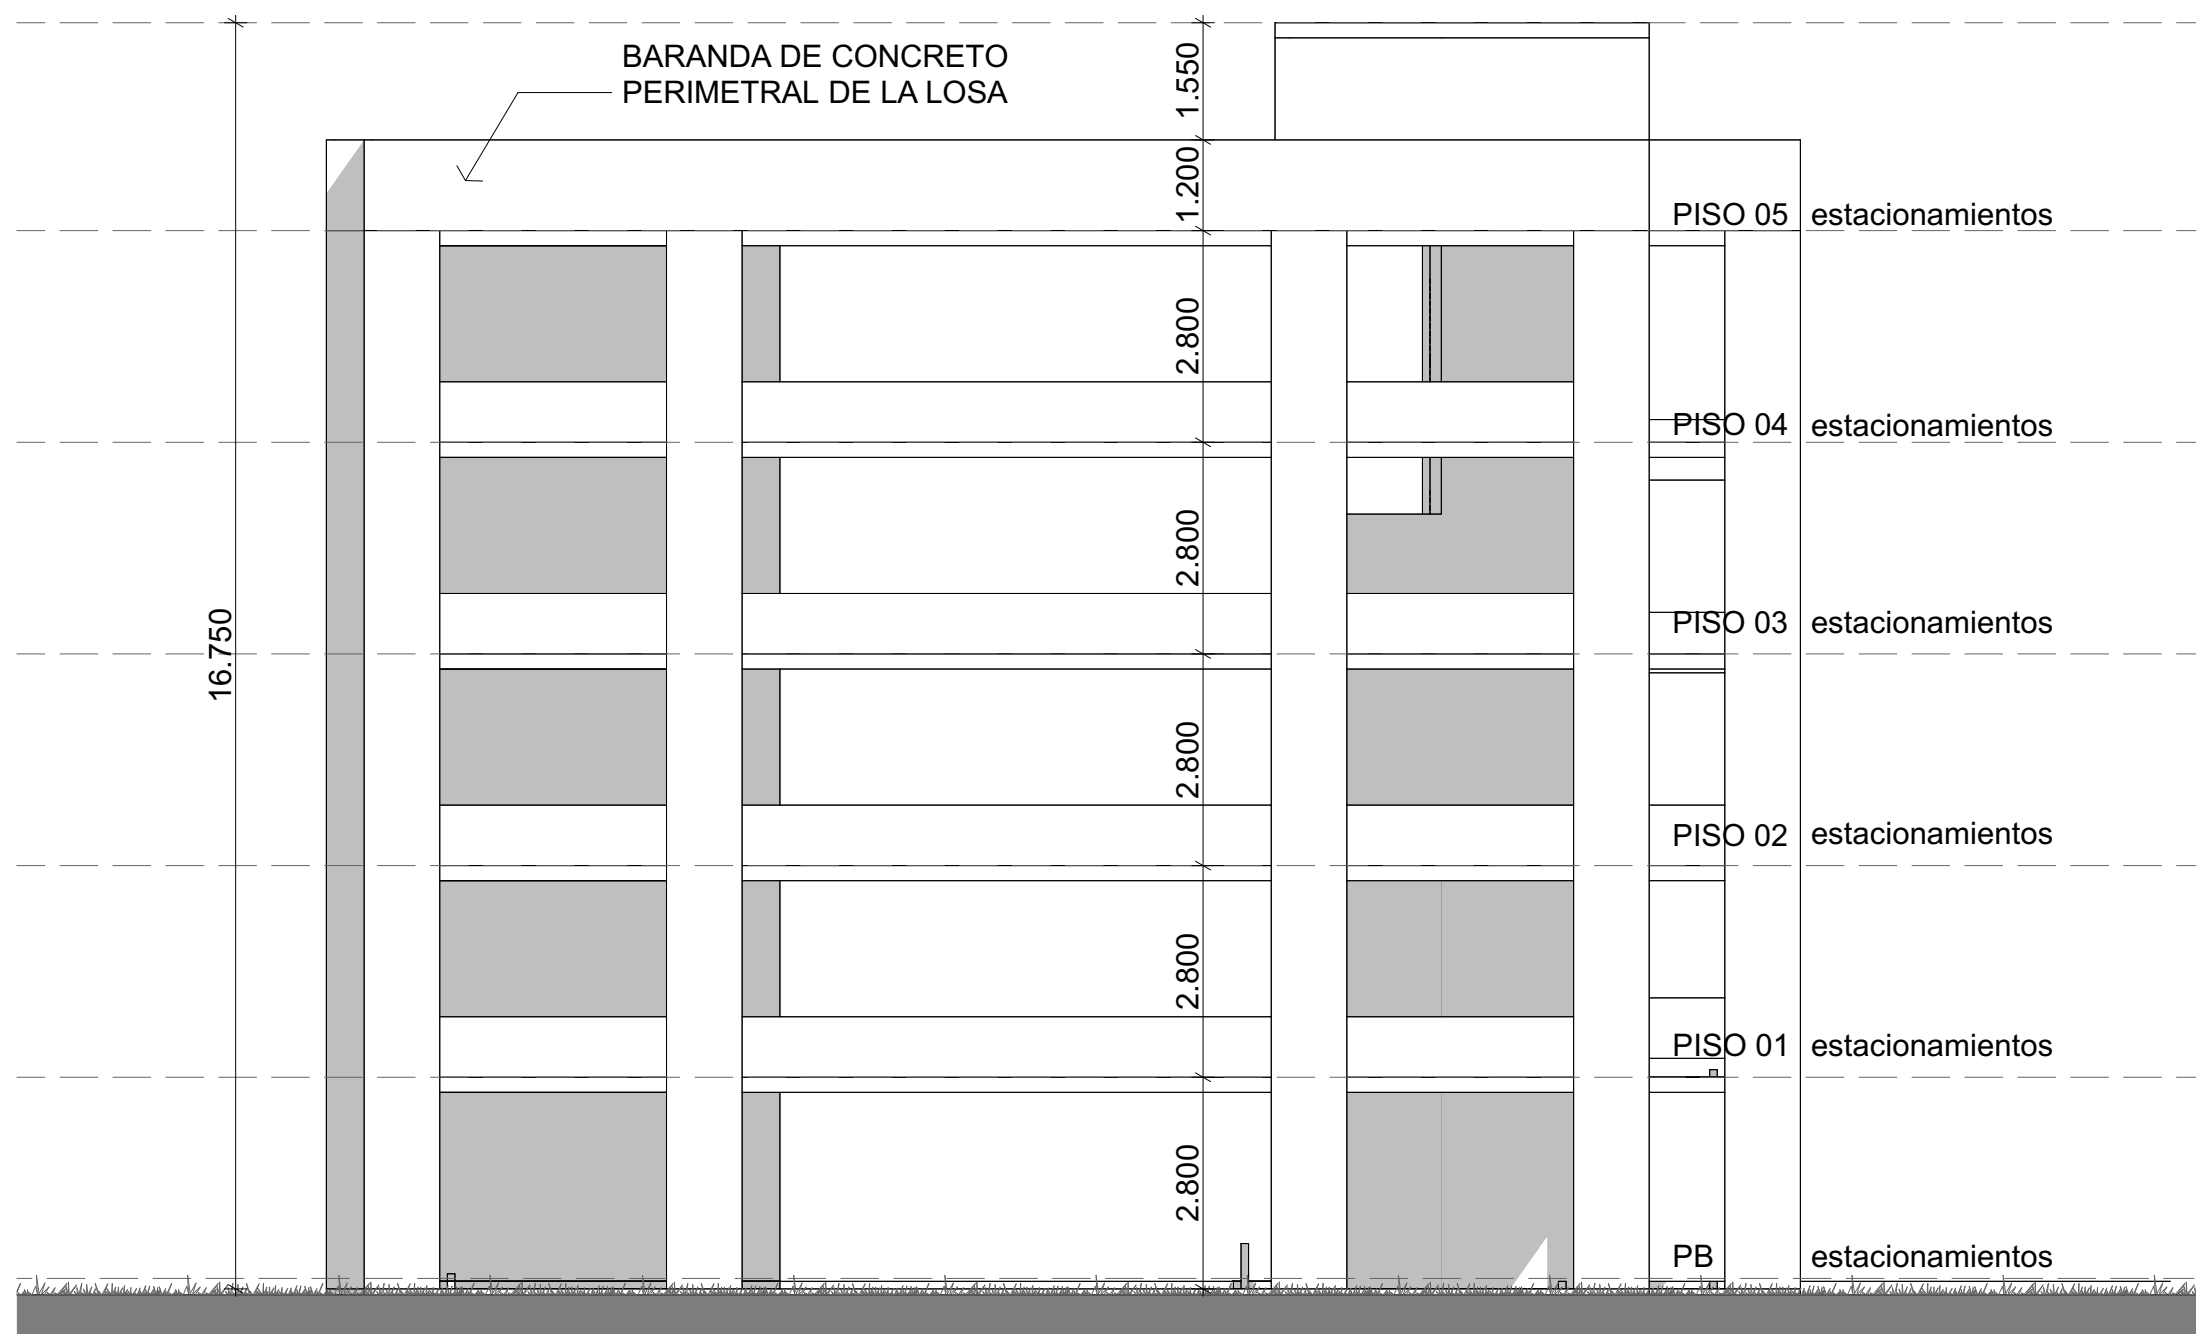 BARANDA DE CONCRETO
PERIMETRAL DE LA LOSA
1.550
1.200
PISO 05 estacionamientos
2.800
PISO 04 estacionamientos
2.800
PISO 03 estacionamientos
16.750
2.800
PISO 02 estacionamientos
2.800
PISO 01 estacionamientos
2.800
PB estacionamientos